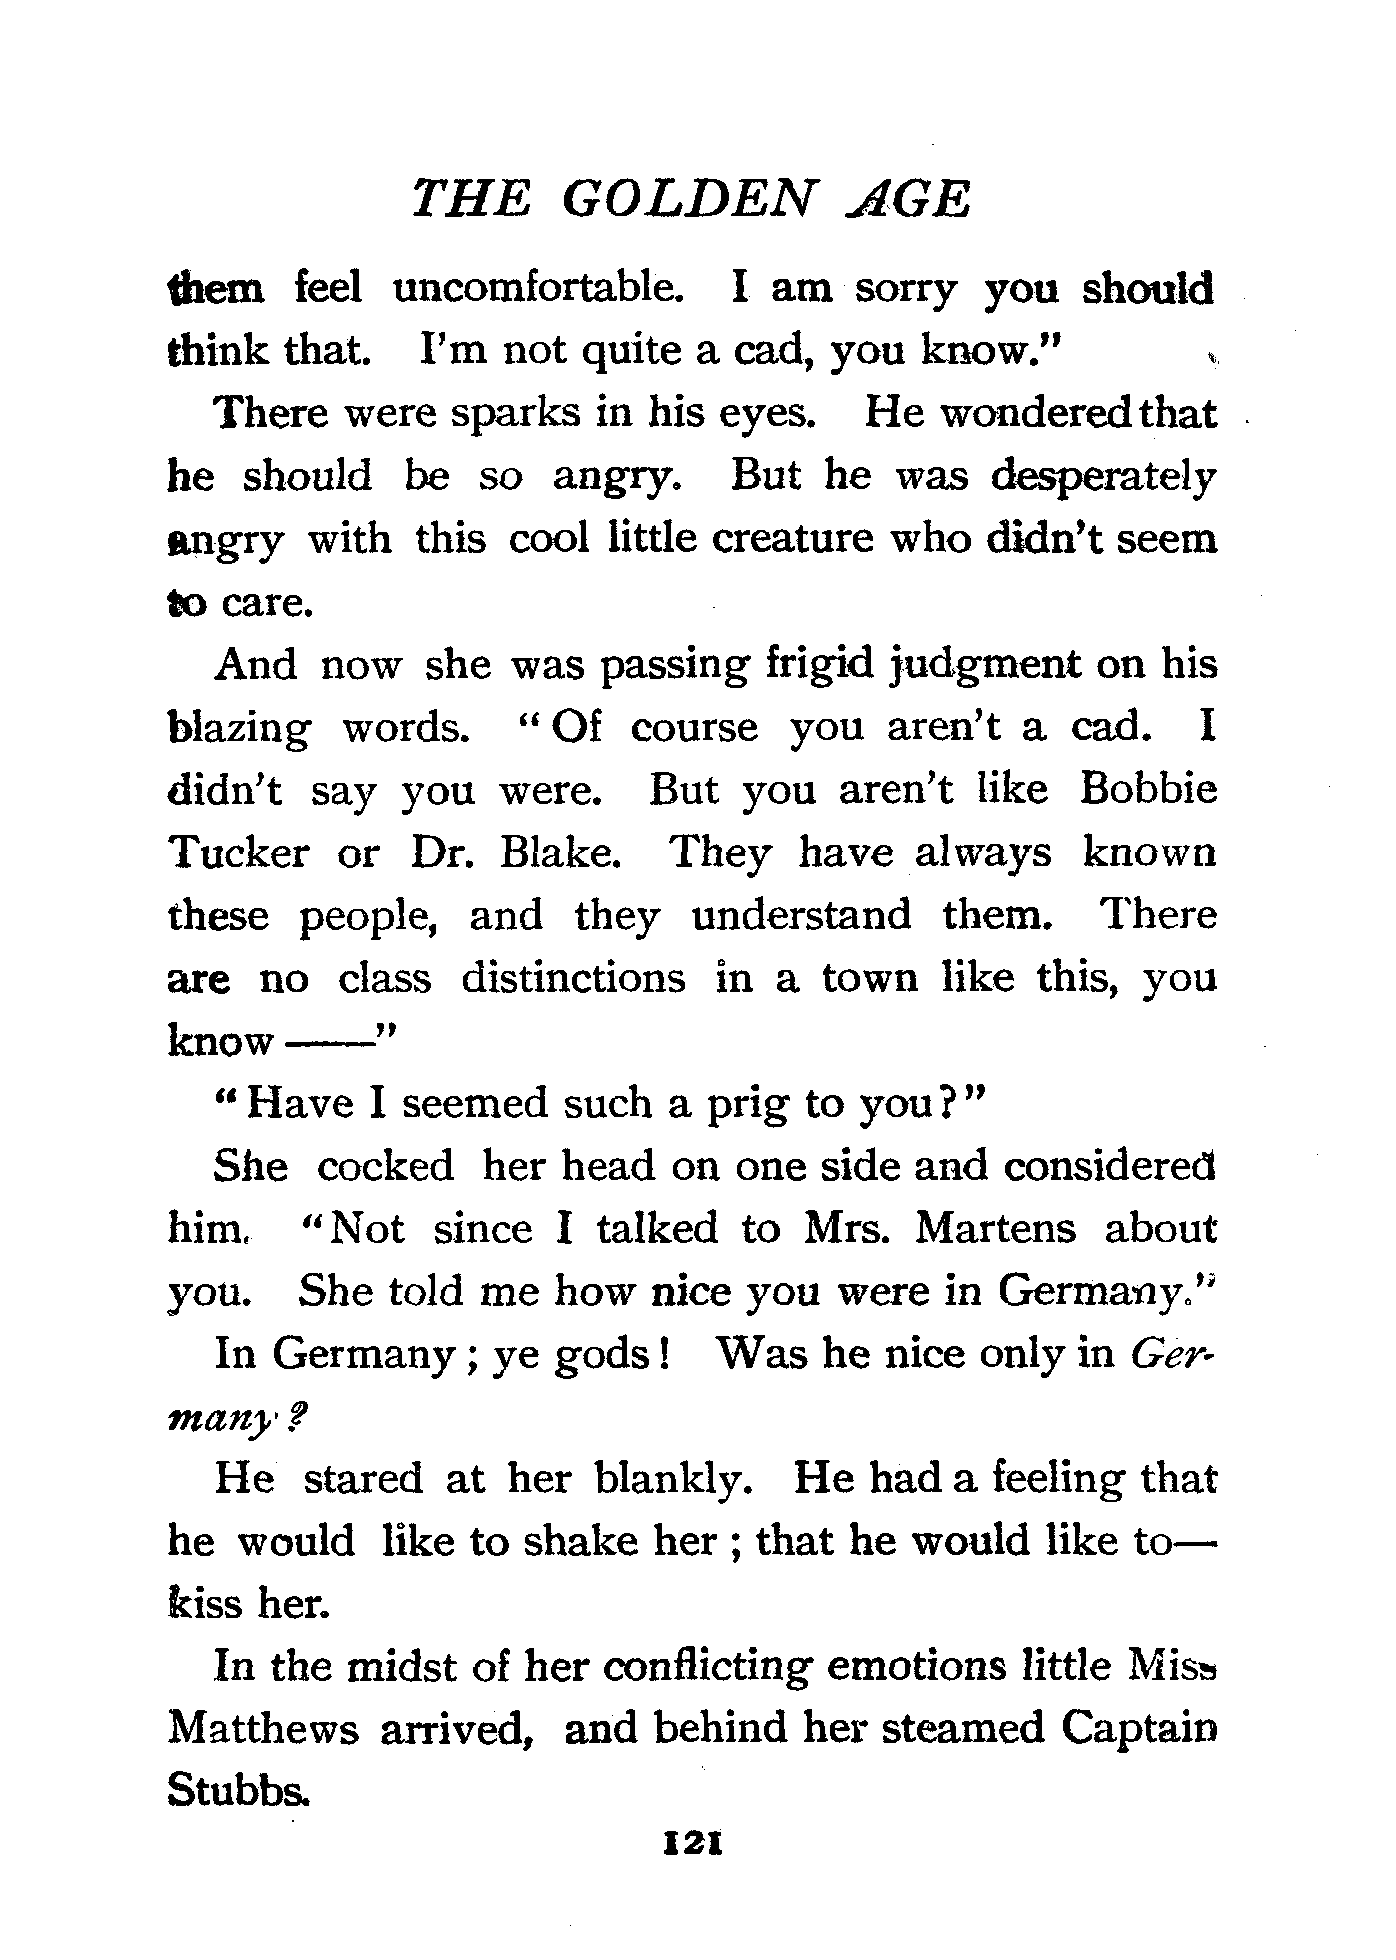 THE GOLDEN AGE
them feel uncomfortable. I am sorry you should
think that. I'm not quite a cad, you know."
There were sparks in his eyes. He wondered that
he should be so angry. But he was desperately
angry with this cool little creature who didn't seem
to care.
And now she was passing frigid judgment on his
blazing words. "Of course you aren't a cad. I
didn't say you were. But you aren't like Bobbie
Tucker or Dr. Blake. They have always known
these people, and they understand them. There
are no class distinctions in a town like this, you
know ——"
"Have I seemed such a prig to you?"
She cocked her head on one side and considered
him. "Not since I talked to Mrs. Martens about
you. She told me how nice you were in Germany."
In Germany; ye gods! Was he nice only in Ger-
many?
He stared at her blankly. He had a feeling that
he would like to shake her; that he would like to—
kiss her.
In the midst of her conflicting emotions little Miss
Matthews arrived, and behind her steamed Captain
Stubbs.
121